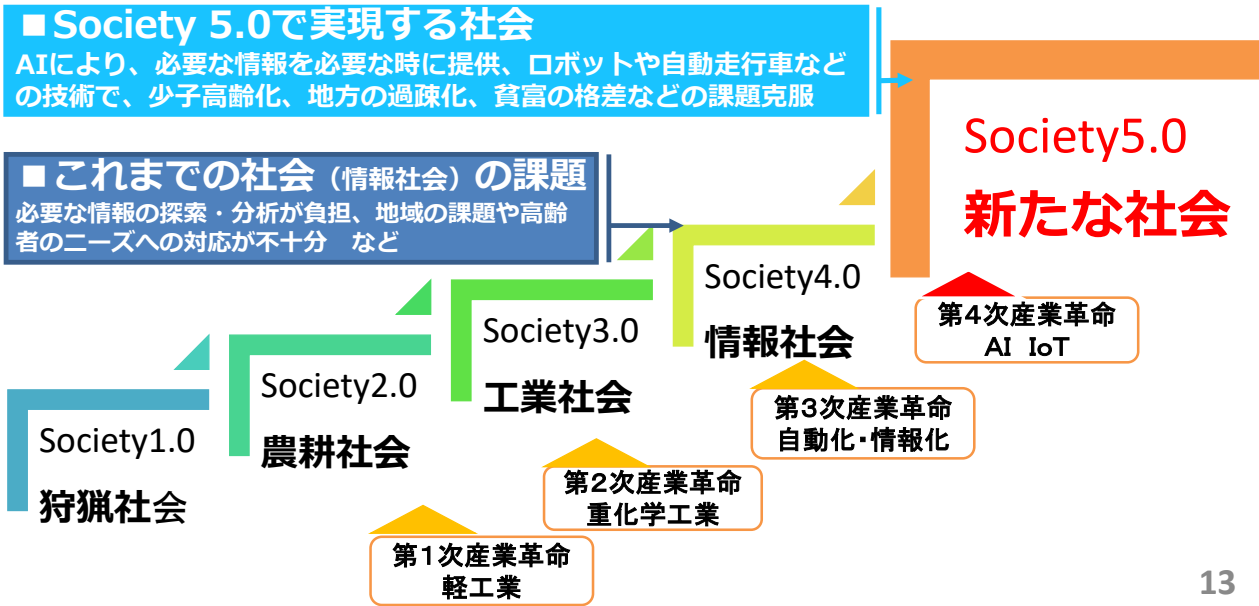 ■Society 5.0で実現する社会
AIにより、必要な情報を必要な時に提供、ロボットや自動走行車など
の技術で、少子高齢化、地方の過疎化、貧富の格差などの課題克服
■これまでの社会（情報社会）の課題
必要な情報の探索・分析が負担、地域の課題や高齢
者のニーズへの対応が不十分　など
Society1.0
狩猟社会
Society2.0
農耕社会
Society3.0
工業社会
Society4.0
情報社会
Society5.0
新たな社会
第１次産業革命
軽工業
第２次産業革命
重化学工業
第３次産業革命
自動化・情報化
第４次産業革命
AI　IoT
13